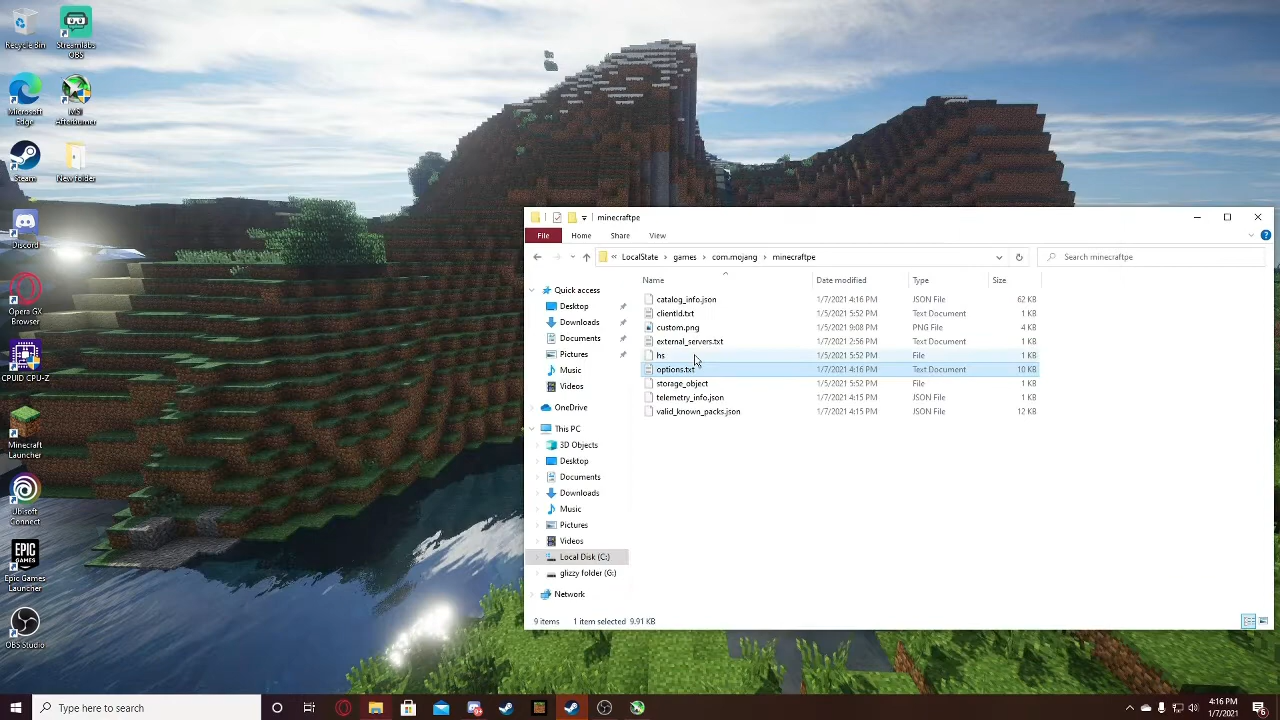 Recycle Bin
Streamlabs OBS
Microsoft Edge
MSI Afterburner
Steam
New folder
Discord
Opera GX Browser
CPUID CPU-Z
Minecraft Launcher
Ubisoft Connect
Epic Games Launcher
OBS Studio
minecraftpe
File Home Share View
LocalState > games > com.mojang > minecraftpe
Search minecraftpe
Name Date modified Type Size
catalog_info.json 1/7/2021 4:16 PM JSON File 62 KB
clientId.txt 1/5/2021 5:52 PM Text Document 1 KB
custom.png 1/5/2021 9:08 PM PNG File 4 KB
external_servers.txt 1/7/2021 2:56 PM Text Document 1 KB
hs 1/5/2021 5:52 PM File 1 KB
options.txt 1/7/2021 4:16 PM Text Document 10 KB
storage_object 1/5/2021 5:52 PM File 1 KB
telemetry_info.json 1/7/2021 4:15 PM JSON File 1 KB
valid_known_packs.json 1/7/2021 4:15 PM JSON File 12 KB
Quick access
Desktop
Downloads
Documents
Pictures
Music
Videos
OneDrive
This PC
3D Objects
Desktop
Documents
Downloads
Music
Pictures
Videos
Local Disk (C:)
glizzy folder (G:)
Network
9 items 1 item selected 9.91 KB
Type here to search
4:16 PM
1/7/2021